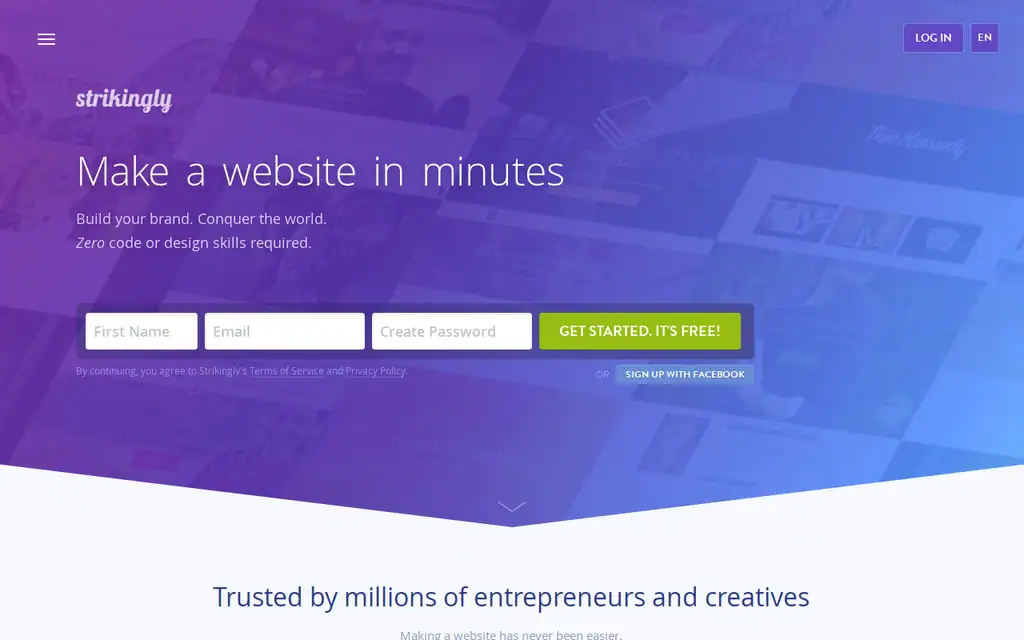 LOG IN
EN
strikingly
Make a website in minutes
Build your brand. Conquer the world.
Zero code or design skills required.
First Name
Email
Create Password
GET STARTED. IT'S FREE!
By continuing, you agree to Strikingly's Terms of Service and Privacy Policy.
OR
SIGN UP WITH FACEBOOK
Trusted by millions of entrepreneurs and creatives
Making a website has never been easier.